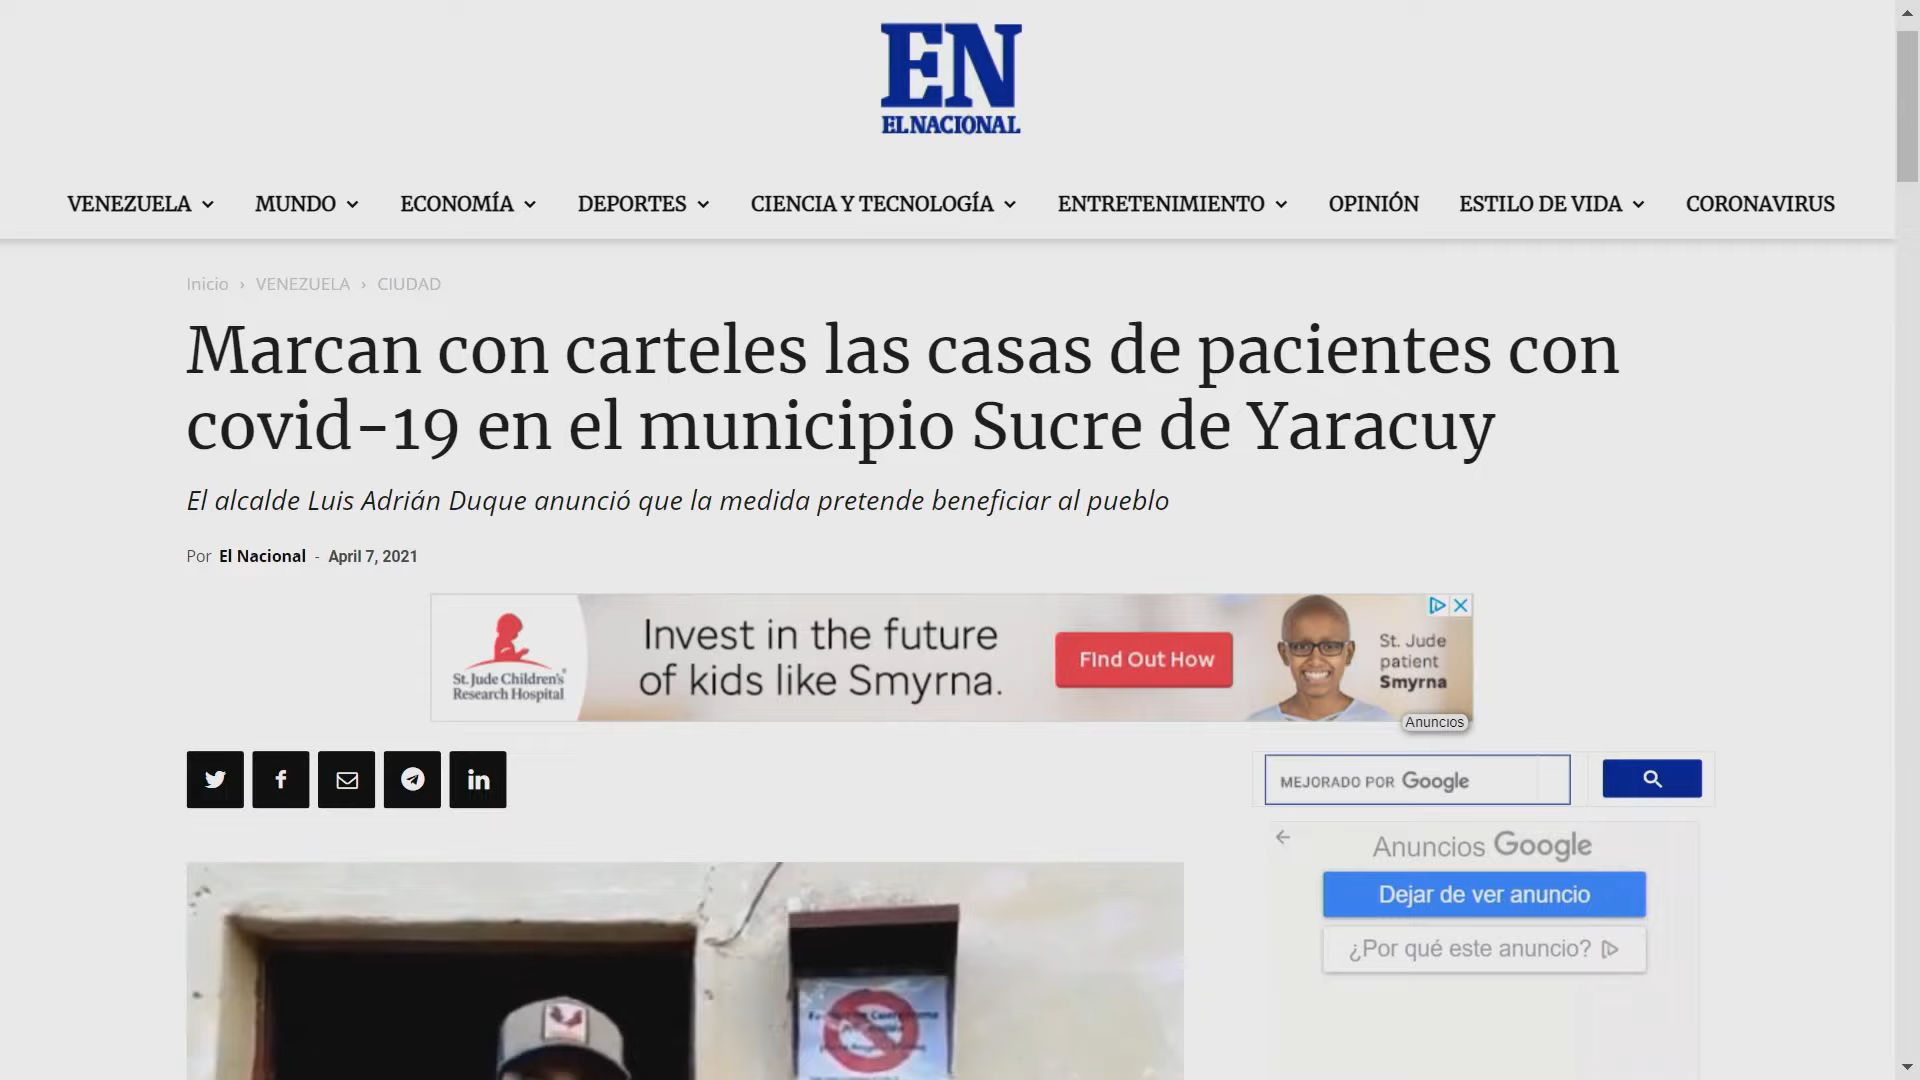 EN
EL NACIONAL
VENEZUELA MUNDO ECONOMÍA DEPORTES CIENCIA Y TECNOLOGÍA ENTRETENIMIENTO OPINIÓN ESTILO DE VIDA CORONAVIRUS
Inicio › VENEZUELA › CIUDAD
Marcan con carteles las casas de pacientes con
covid-19 en el municipio Sucre de Yaracuy
El alcalde Luis Adrián Duque anunció que la medida pretende beneficiar al pueblo
Por El Nacional - April 7, 2021
St. Jude Children's
Research Hospital
Invest in the future
of kids like Smyrna.
Find Out How
St. Jude
patient
Smyrna
Anuncios
MEJORADO POR Google
Anuncios Google
Dejar de ver anuncio
¿Por qué este anuncio?